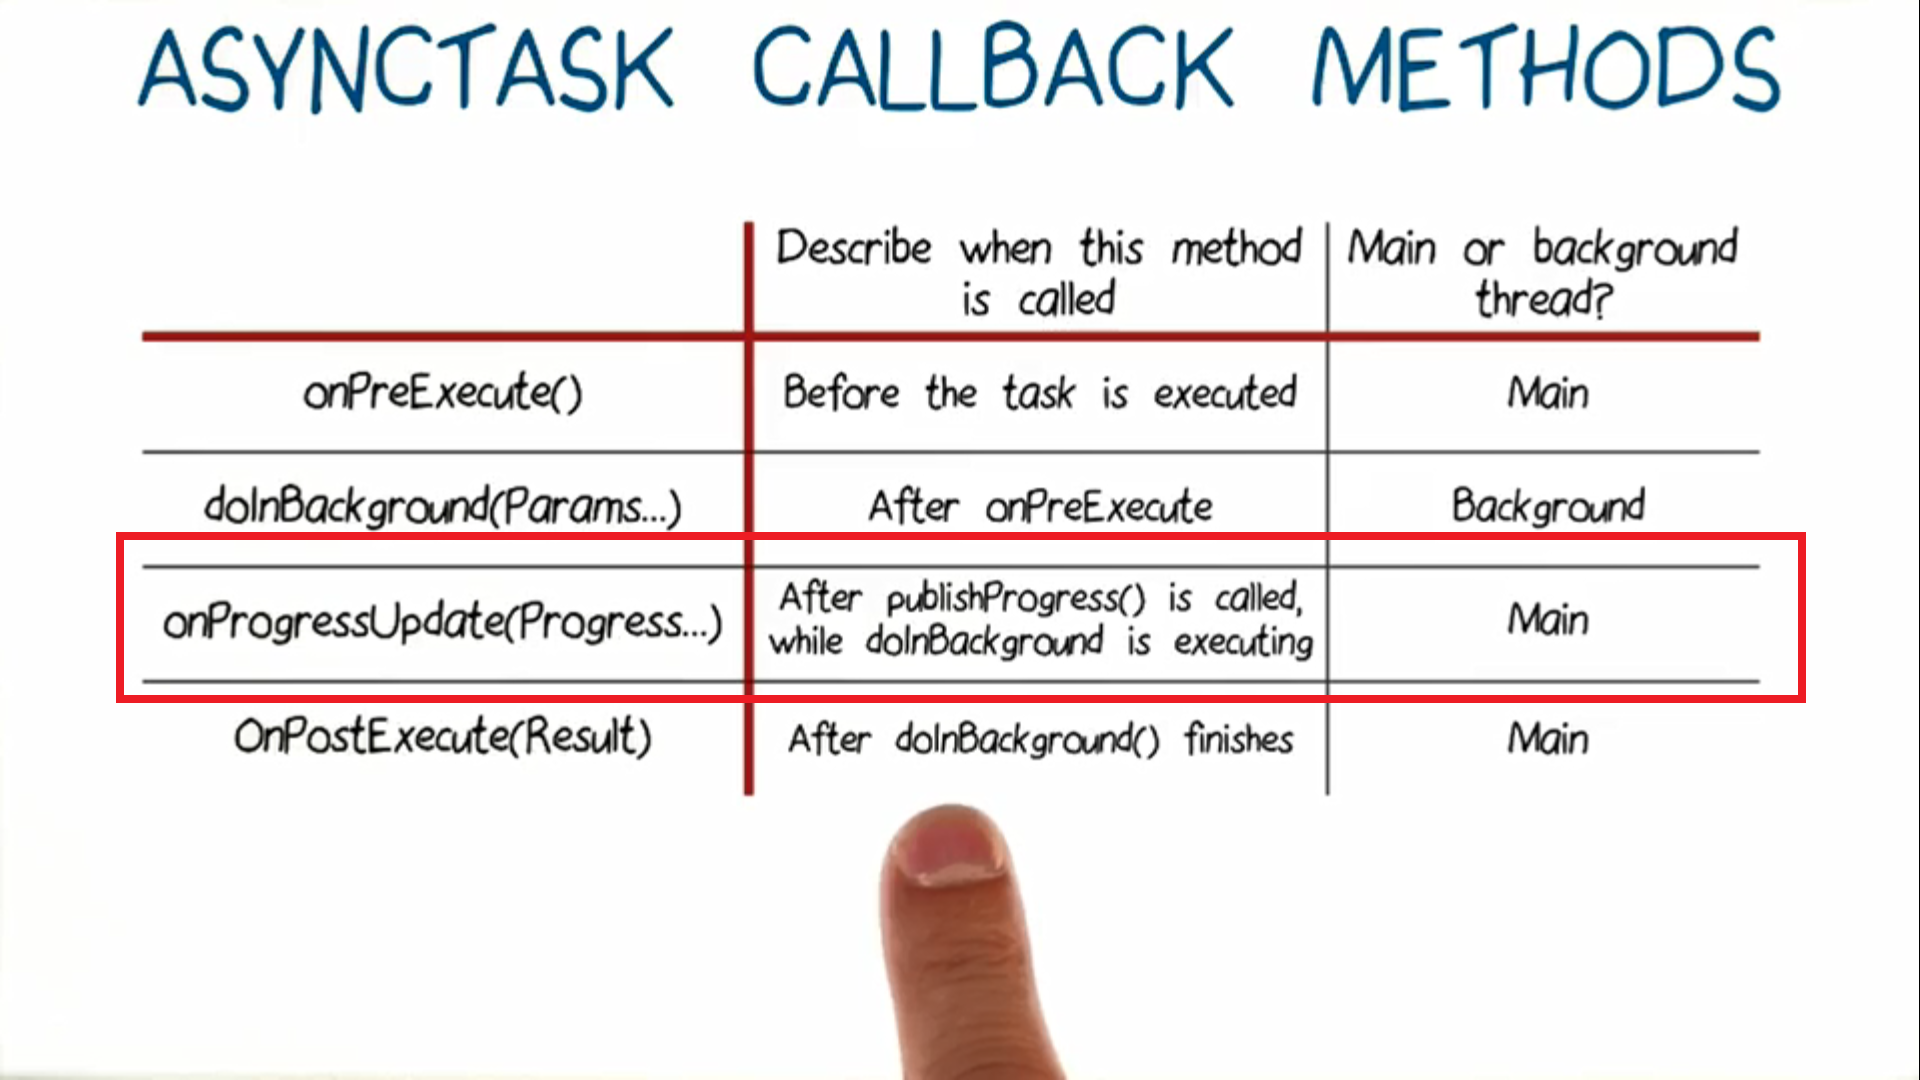 ASYNCTASK CALLBACK METHODS
Describe when this method
is called
Main or background
thread?
onPreExecute()
Before the task is executed
Main
doInBackground(Params...)
After onPreExecute
Background
onProgressUpdate(Progress...)
After publishProgress() is called,
while doInBackground is executing
Main
OnPostExecute(Result)
After doInBackground() finishes
Main